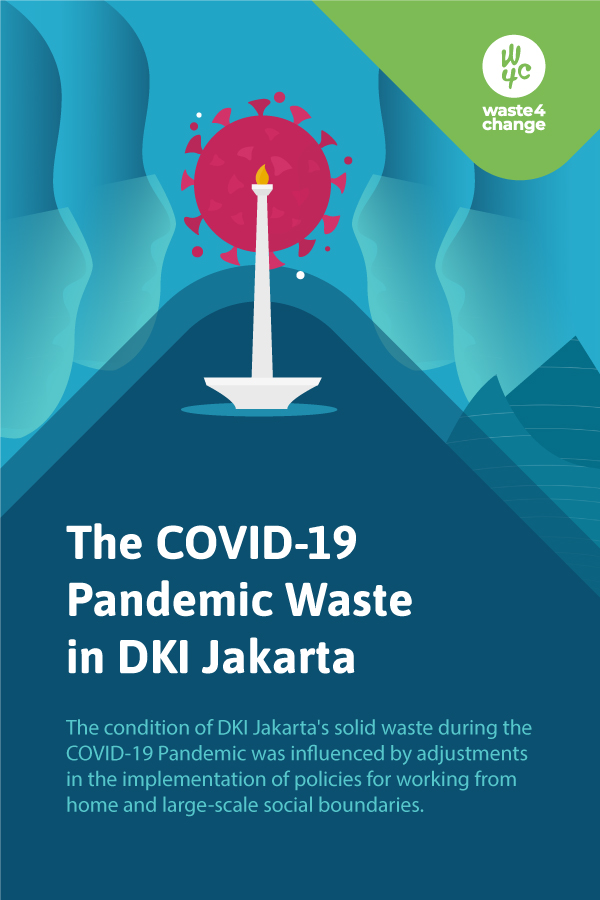 W4C
waste4
change
The COVID-19
Pandemic Waste
in DKI Jakarta
The condition of DKI Jakarta's solid waste during the
COVID-19 Pandemic was influenced by adjustments
in the implementation of policies for working from
home and large-scale social boundaries.